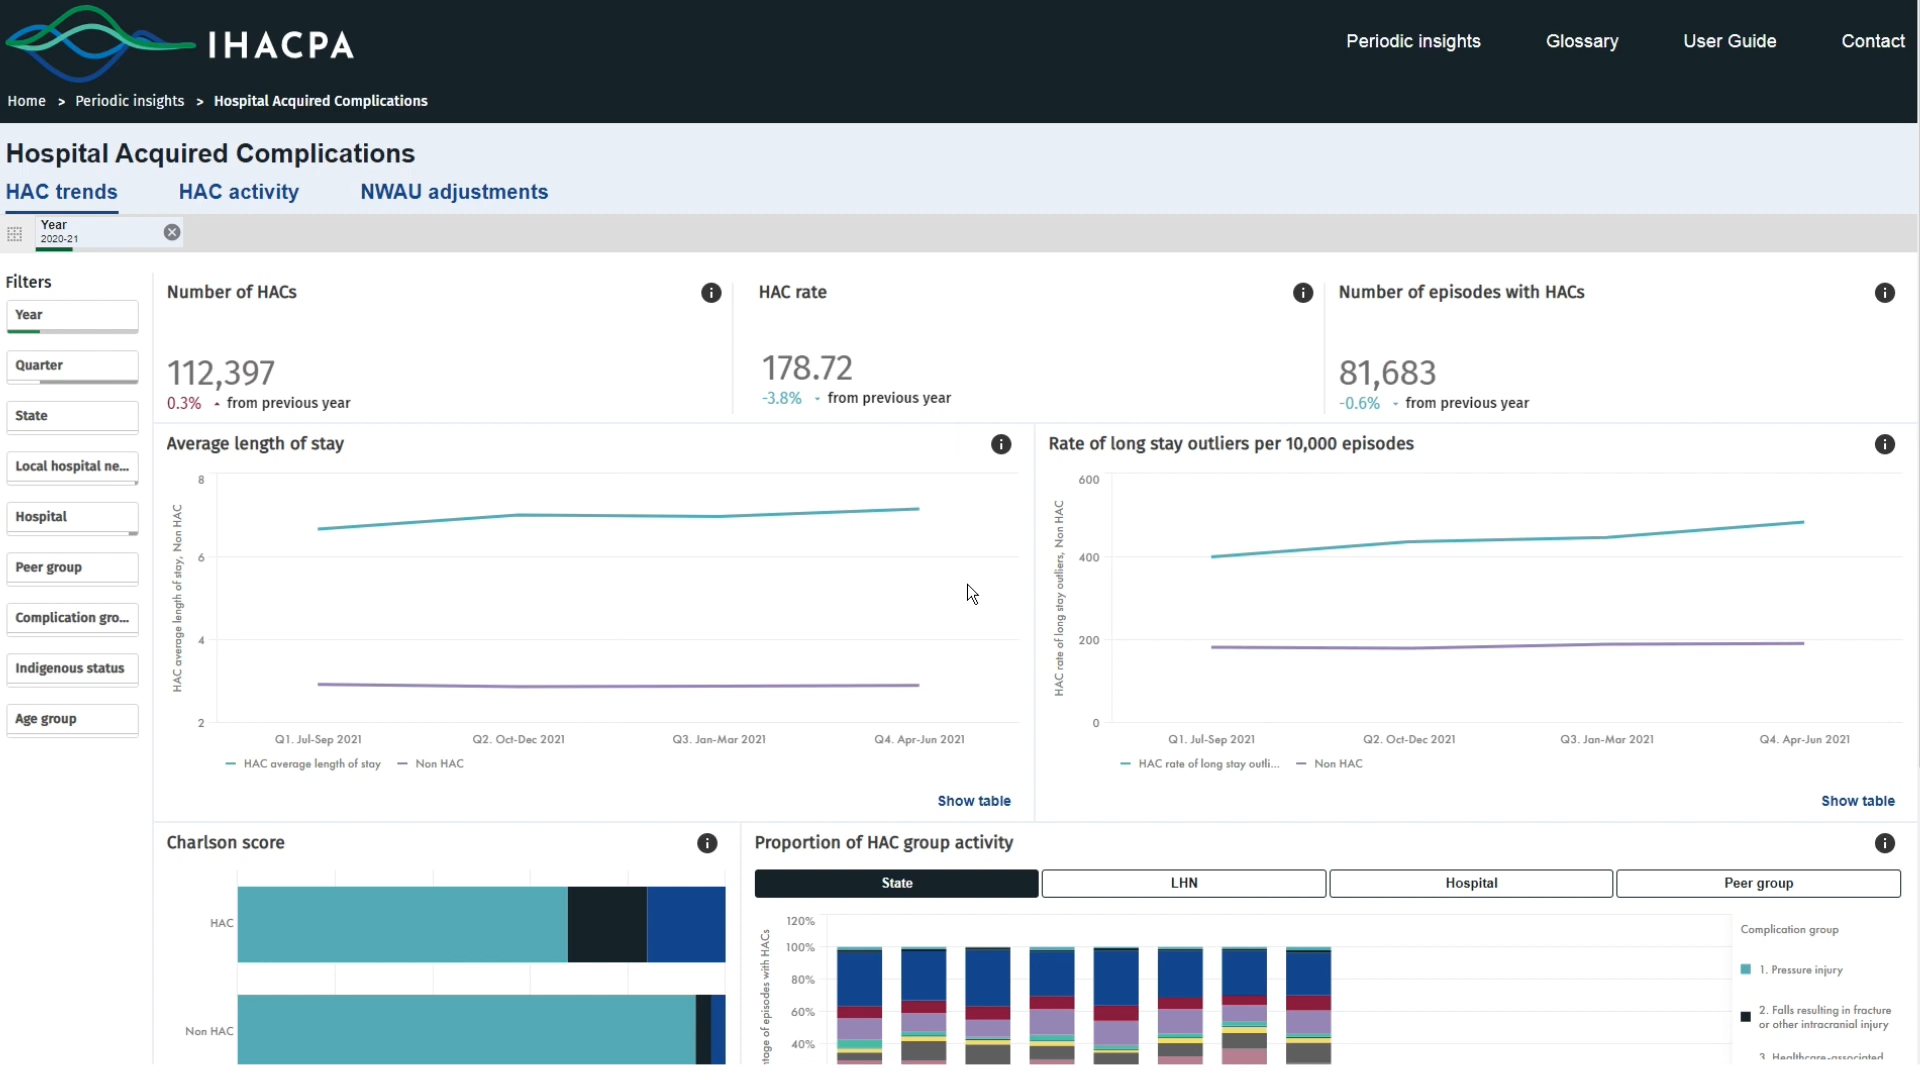 IHACPA
Periodic insights
Glossary
User Guide
Contact
Home > Periodic insights > Hospital Acquired Complications
Hospital Acquired Complications
HAC trends
HAC activity
NWAU adjustments
Year
2020-21
Filters
Year
Quarter
State
Local hospital ne...
Hospital
Peer group
Complication gro...
Indigenous status
Age group
Number of HACs
112,397
0.3% from previous year
HAC rate
178.72
-3.8% from previous year
Number of episodes with HACs
81,683
-0.6% from previous year
Average length of stay
HAC average length of stay, Non HAC
8
6
4
2
Q1. Jul-Sep 2021
Q2. Oct-Dec 2021
Q3. Jan-Mar 2021
Q4. Apr-Jun 2021
HAC average length of stay
Non HAC
Show table
Rate of long stay outliers per 10,000 episodes
HAC rate of long stay outliers, Non HAC
600
400
200
0
Q1. Jul-Sep 2021
Q2. Oct-Dec 2021
Q3. Jan-Mar 2021
Q4. Apr-Jun 2021
HAC rate of long stay outli...
Non HAC
Show table
Charlson score
HAC
Non HAC
Proportion of HAC group activity
State
LHN
Hospital
Peer group
120%
100%
80%
60%
40%
of episodes with HACs
Complication group
1. Pressure injury
2. Falls resulting in fracture
or other intracranial injury
3. Healthcare-associated